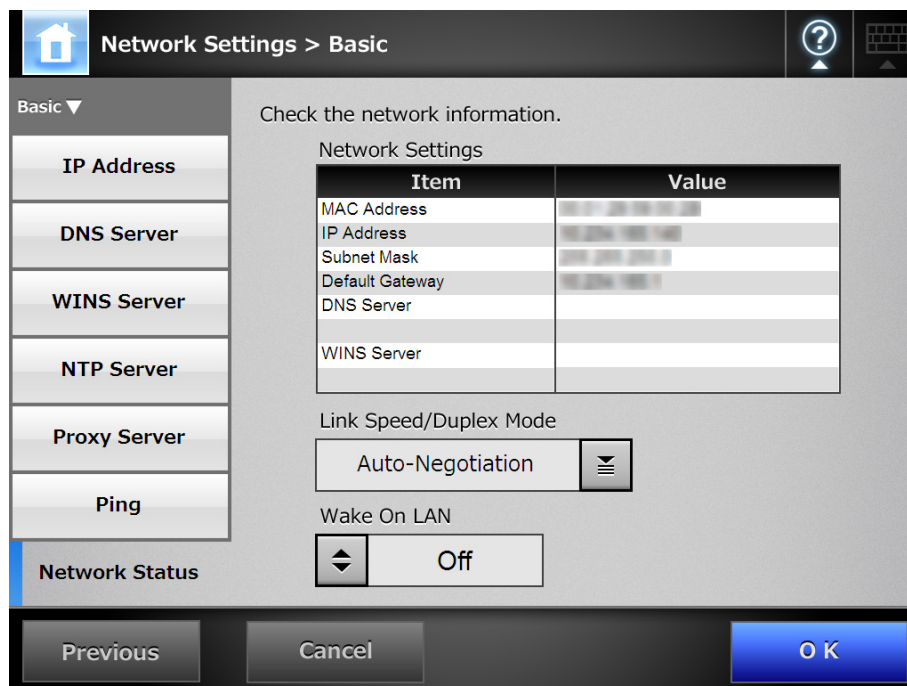 Network Settings > Basic
?
Basic ▼
IP Address
DNS Server
WINS Server
NTP Server
Proxy Server
Ping
Network Status
Check the network information.
Network Settings
Item Value
MAC Address
IP Address
Subnet Mask
Default Gateway
DNS Server
WINS Server
Link Speed/Duplex Mode
Auto-Negotiation
Wake On LAN
Off
Previous Cancel OK